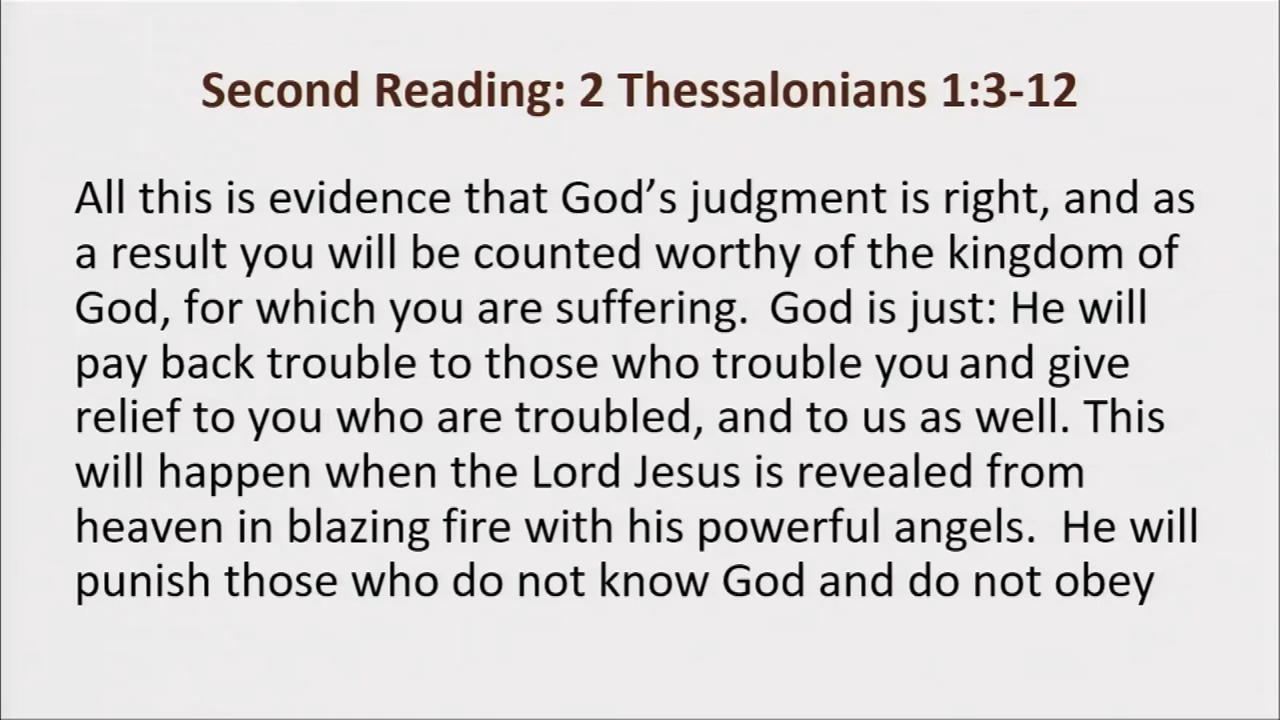 Second Reading: 2 Thessalonians 1:3-12
All this is evidence that God’s judgment is right, and as
a result you will be counted worthy of the kingdom of
God, for which you are suffering.  God is just: He will
pay back trouble to those who trouble you and give
relief to you who are troubled, and to us as well. This
will happen when the Lord Jesus is revealed from
heaven in blazing fire with his powerful angels.  He will
punish those who do not know God and do not obey